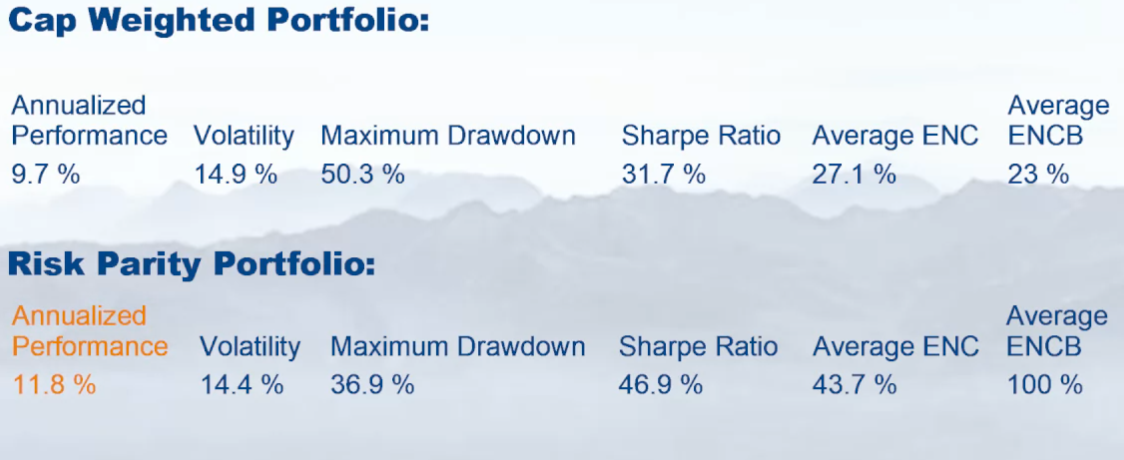 Cap Weighted Portfolio:
Annualized Performance Volatility Maximum Drawdown Sharpe Ratio Average ENC Average ENCB
9.7 % 14.9 % 50.3 % 31.7 % 27.1 % 23 %
Risk Parity Portfolio:
Annualized Performance Volatility Maximum Drawdown Sharpe Ratio Average ENC Average ENCB
11.8 % 14.4 % 36.9 % 46.9 % 43.7 % 100 %